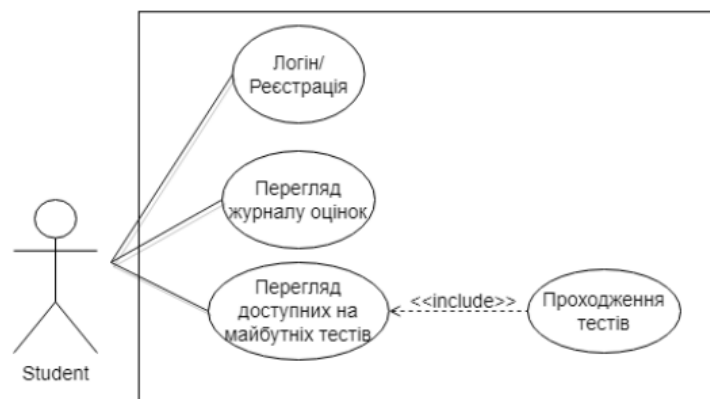 Логін/
Реєстрація
Перегляд
журналу оцінок
Перегляд
доступних на
майбутніх тестів
<<include>>
Проходження
тестів
Student